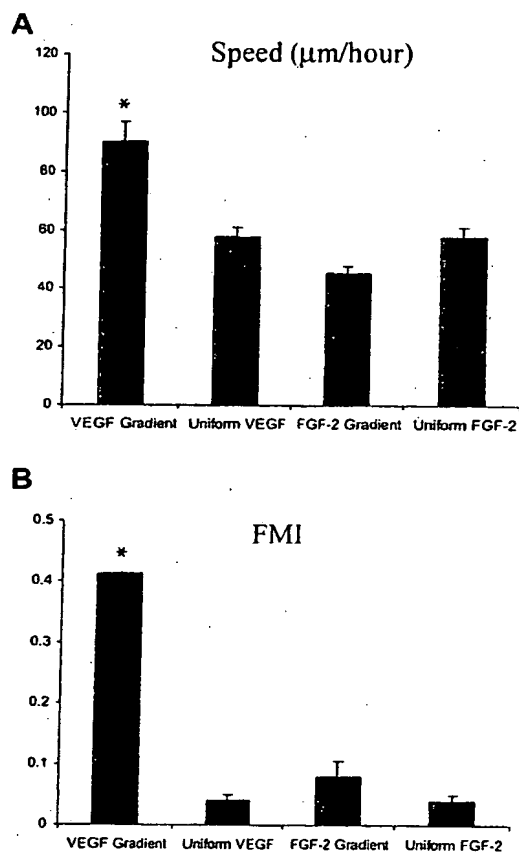 A
Speed (μm/hour)
120
*
100
80
60
40
20
0
VEGF Gradient Uniform VEGF FGF-2 Gradient Uniform FGF-2
B
0.5
FMI
*
0.4
0.3
0.2
0.1
0
VEGF Gradient Uniform VEGF FGF-2 Gradient Uniform FGF-2